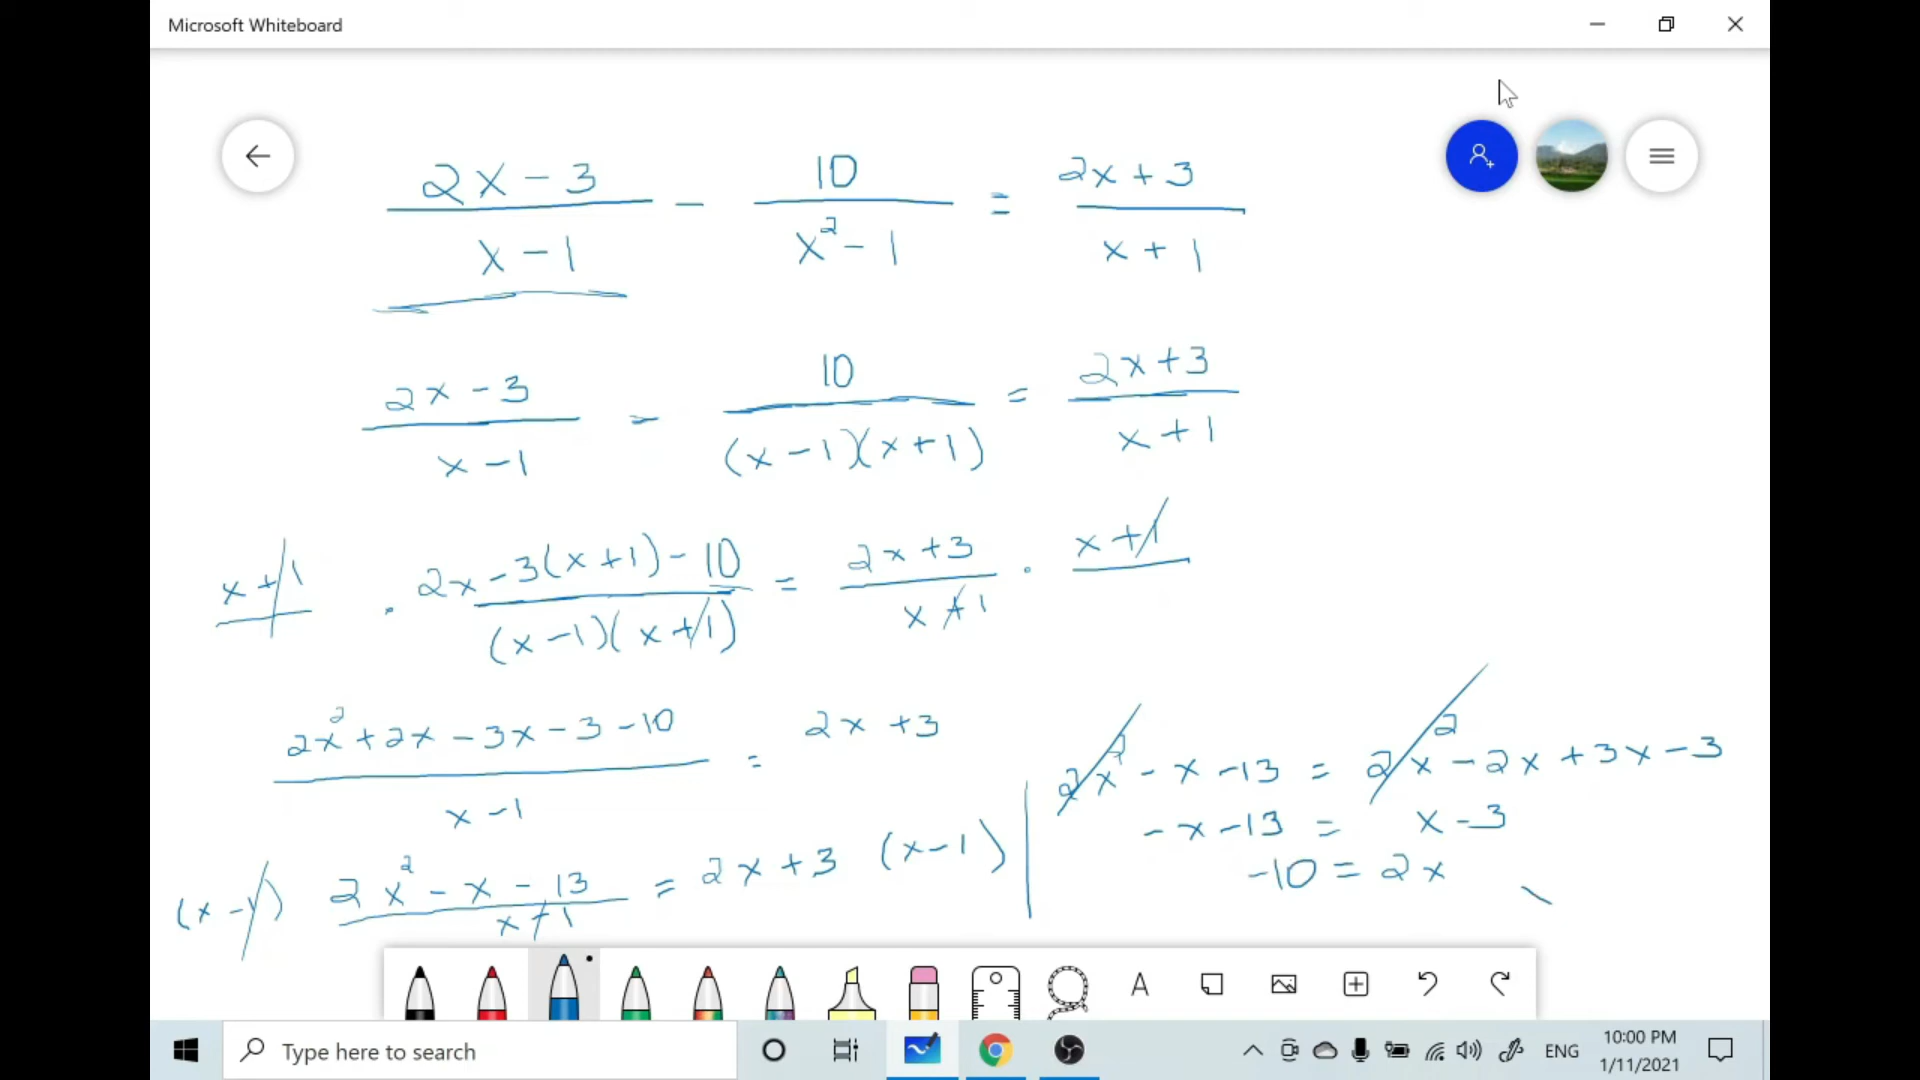 Microsoft Whiteboard
2x - 3 / x - 1 - 10 / x² - 1 = 2x + 3 / x + 1
2x - 3 / x - 1 - 10 / (x - 1)(x + 1) = 2x + 3 / x + 1
x + 1 · 2x - 3(x + 1) - 10 / (x - 1)(x + 1) = 2x + 3 / x + 1 · x + 1
2x² + 2x - 3x - 3 - 10 / x - 1 = 2x + 3
(x - 1) 2x² - x - 13 / x - 1 = 2x + 3 (x - 1)
2x² - x - 13 = 2x² - 2x + 3x - 3
- x - 13 = x - 3
-10 = 2x
A
Type here to search
ENG
10:00 PM
1/11/2021